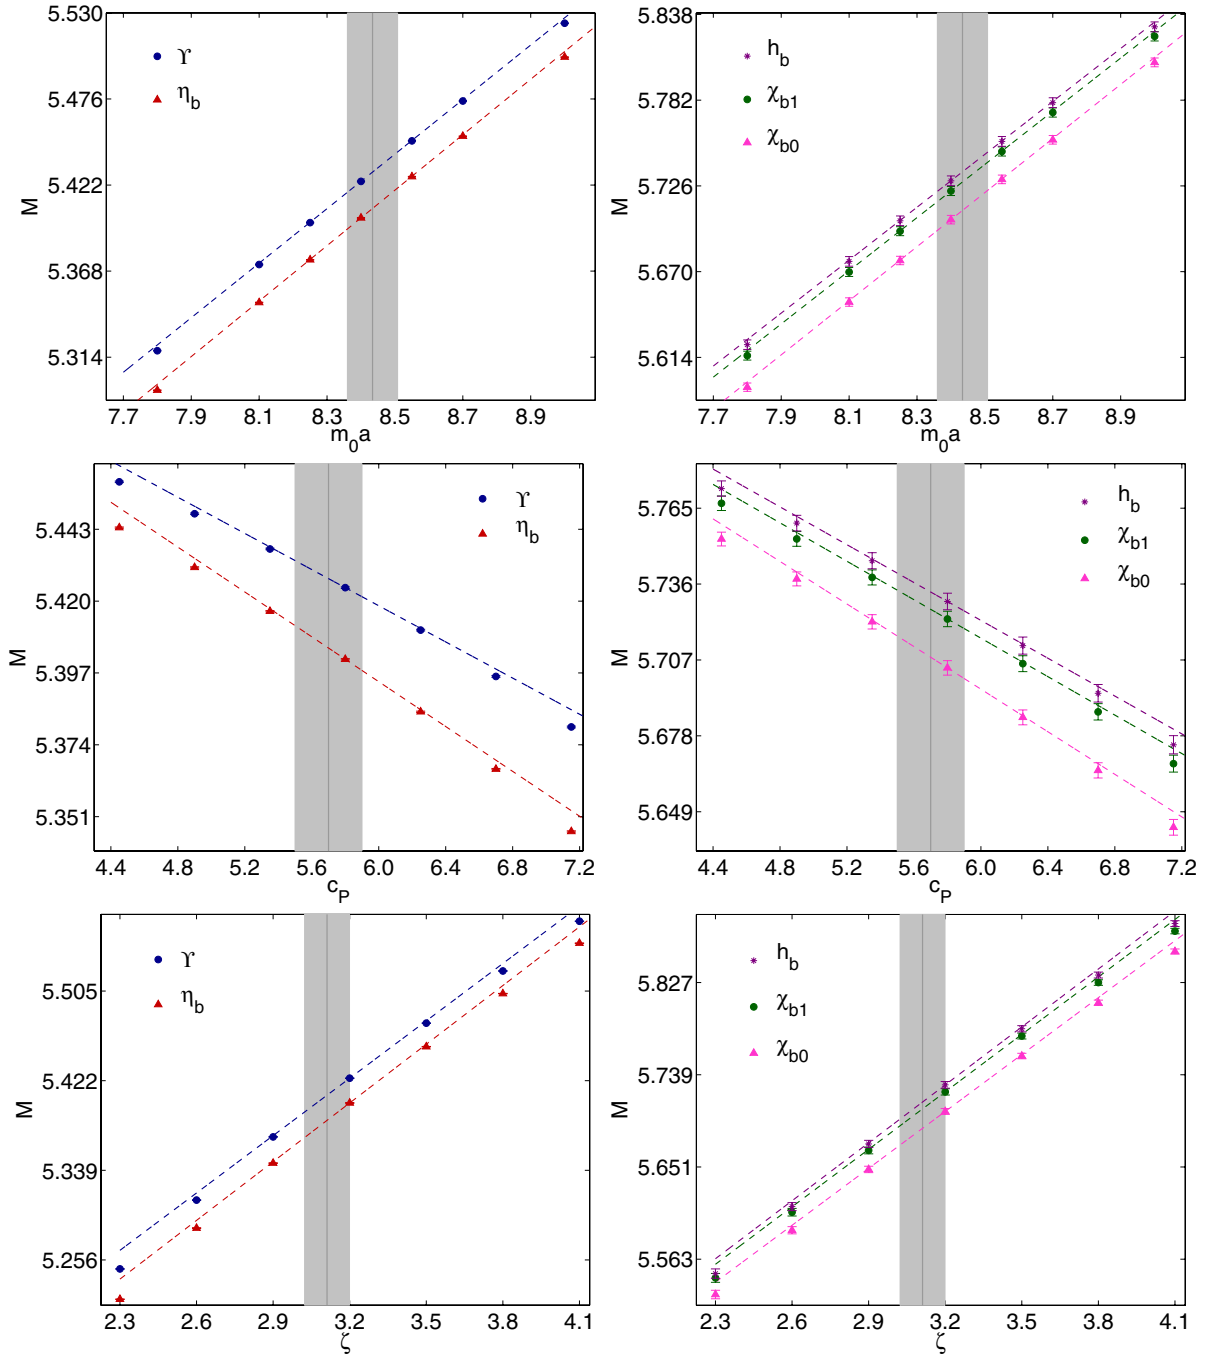 5.530
5.476
5.422
5.368
5.314
M
ϒ
η_b
7.7 7.9 8.1 8.3 8.5 8.7 8.9
m_0a
5.838
5.782
5.726
5.670
5.614
M
h_b
χ_b1
χ_b0
7.7 7.9 8.1 8.3 8.5 8.7 8.9
m_0a
5.443
5.420
5.397
5.374
5.351
M
ϒ
η_b
4.4 4.8 5.2 5.6 6.0 6.4 6.8 7.2
c_P
5.765
5.736
5.707
5.678
5.649
M
h_b
χ_b1
χ_b0
4.4 4.8 5.2 5.6 6.0 6.4 6.8 7.2
c_P
5.505
5.422
5.339
5.256
M
ϒ
η_b
2.3 2.6 2.9 3.2 3.5 3.8 4.1
ζ
5.827
5.739
5.651
5.563
M
h_b
χ_b1
χ_b0
2.3 2.6 2.9 3.2 3.5 3.8 4.1
ζ